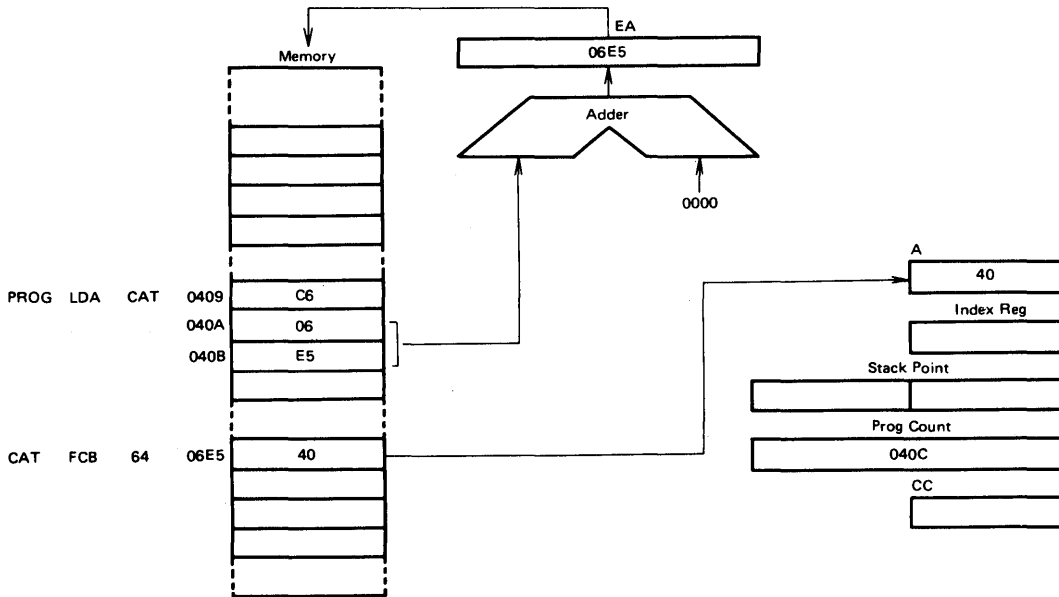 EA
06E5
Memory
Adder
0000
A
40
PROG LDA CAT 0409 C6
Index Reg
040A 06
040B E5
Stack Point
Prog Count
CAT FCB 64 06E5 40
040C
CC